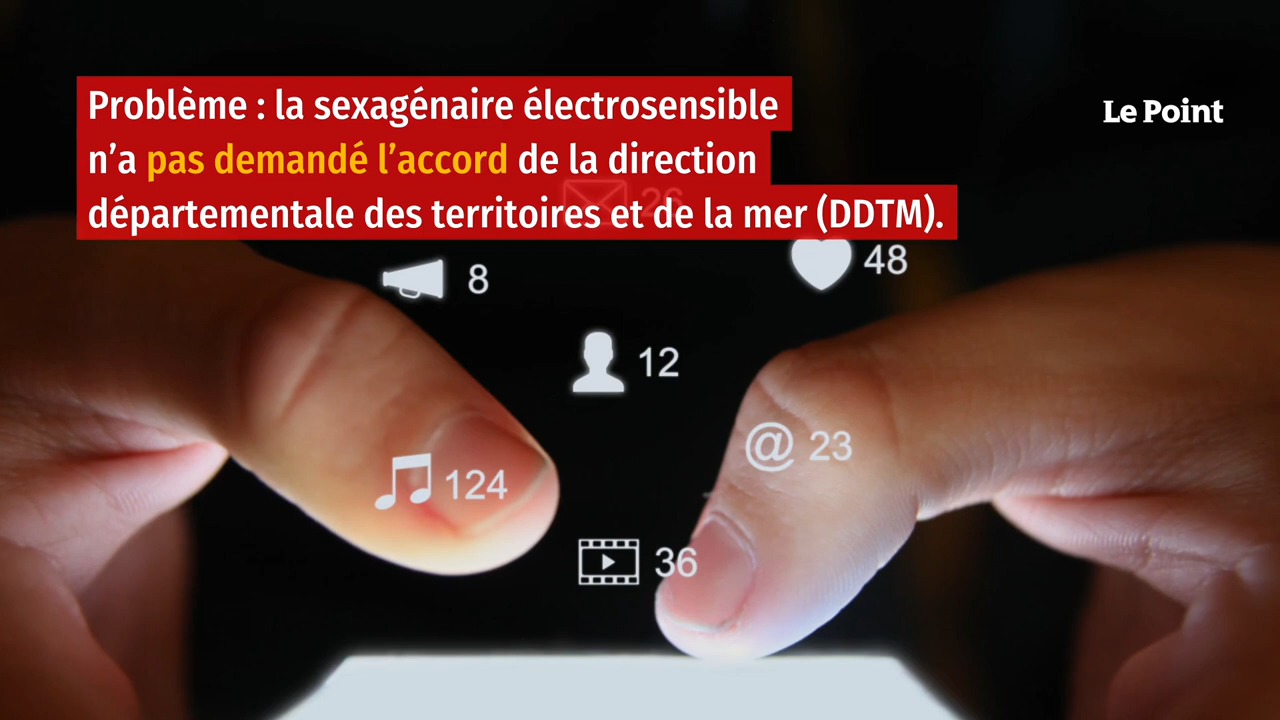 Problème : la sexagénaire électrosensible
n’a pas demandé l’accord de la direction
départementale des territoires et de la mer (DDTM).
Le Point
26
8
48
12
@ 23
124
36